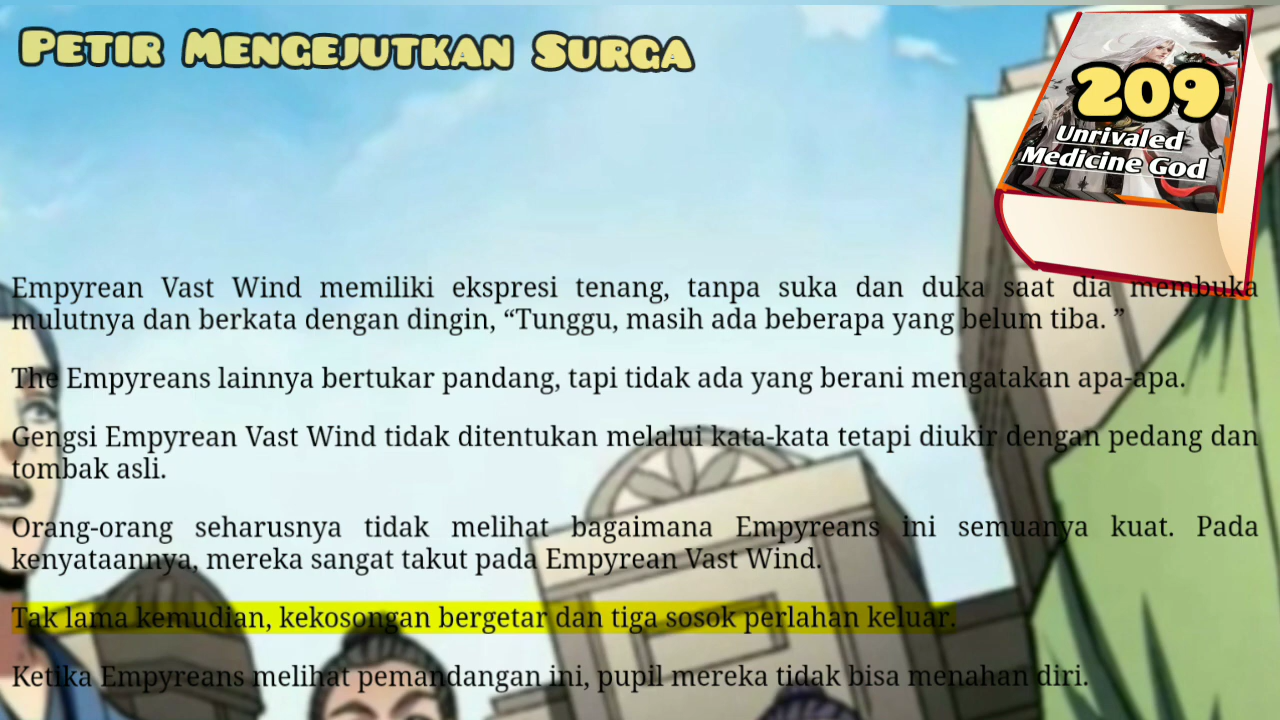 Petir Mengejutkan Surga
209
Unrivaled
Medicine God
Empyrean Vast Wind memiliki ekspresi tenang, tanpa suka dan duka saat dia membuka
mulutnya dan berkata dengan dingin, “Tunggu, masih ada beberapa yang belum tiba. ”
The Empyreans lainnya bertukar pandang, tapi tidak ada yang berani mengatakan apa-apa.
Gengsi Empyrean Vast Wind tidak ditentukan melalui kata-kata tetapi diukir dengan pedang dan
tombak asli.
Orang-orang seharusnya tidak melihat bagaimana Empyreans ini semuanya kuat. Pada
kenyataannya, mereka sangat takut pada Empyrean Vast Wind.
Tak lama kemudian, kekosongan bergetar dan tiga sosok perlahan keluar.
Ketika Empyreans melihat pemandangan ini, pupil mereka tidak bisa menahan diri.